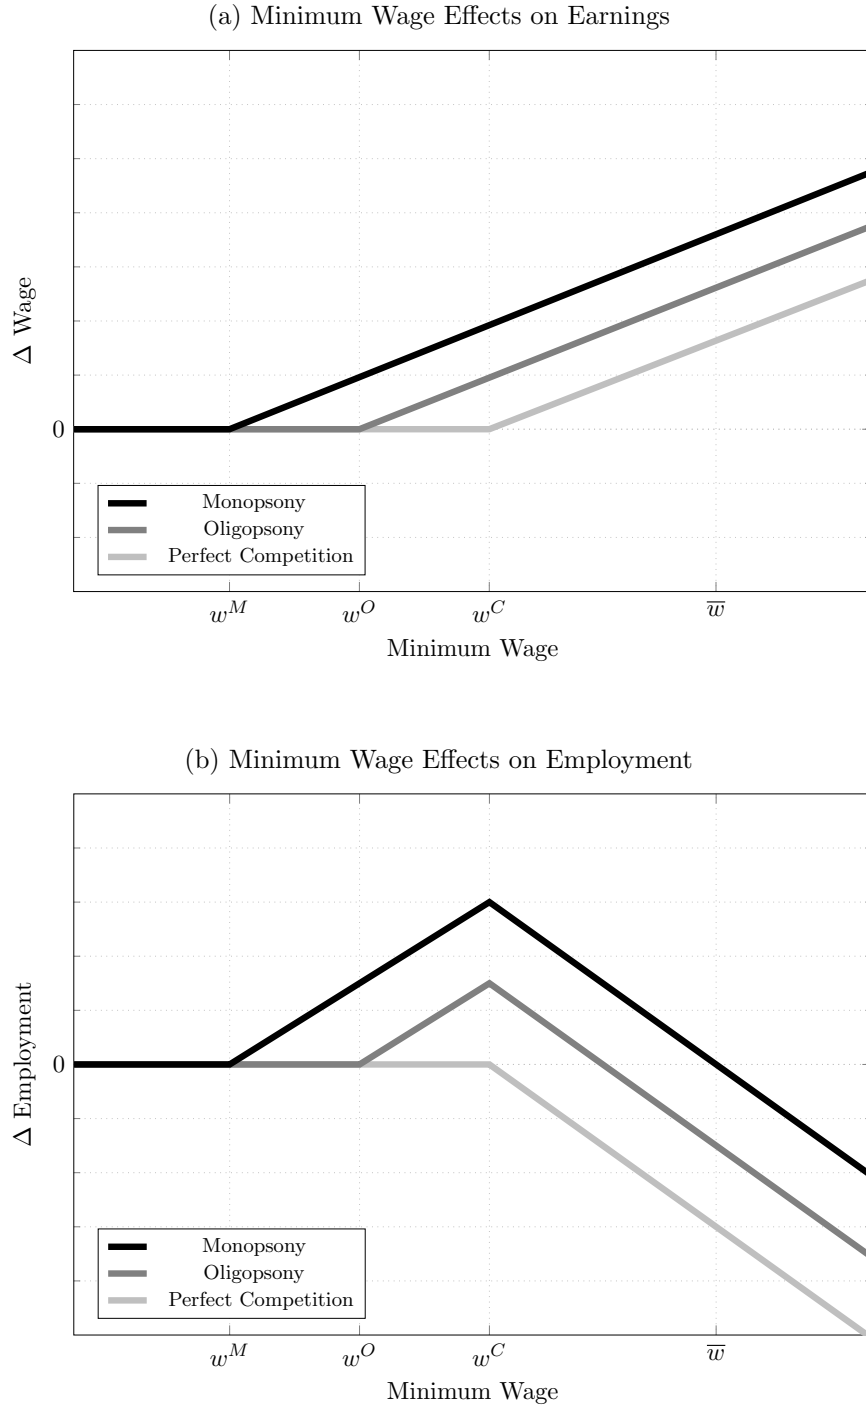 (a) Minimum Wage Effects on Earnings
Δ Wage
0
Monopsony
Oligopsony
Perfect Competition
w^M w^O w^C w̅
Minimum Wage
(b) Minimum Wage Effects on Employment
Δ Employment
0
Monopsony
Oligopsony
Perfect Competition
w^M w^O w^C w̅
Minimum Wage